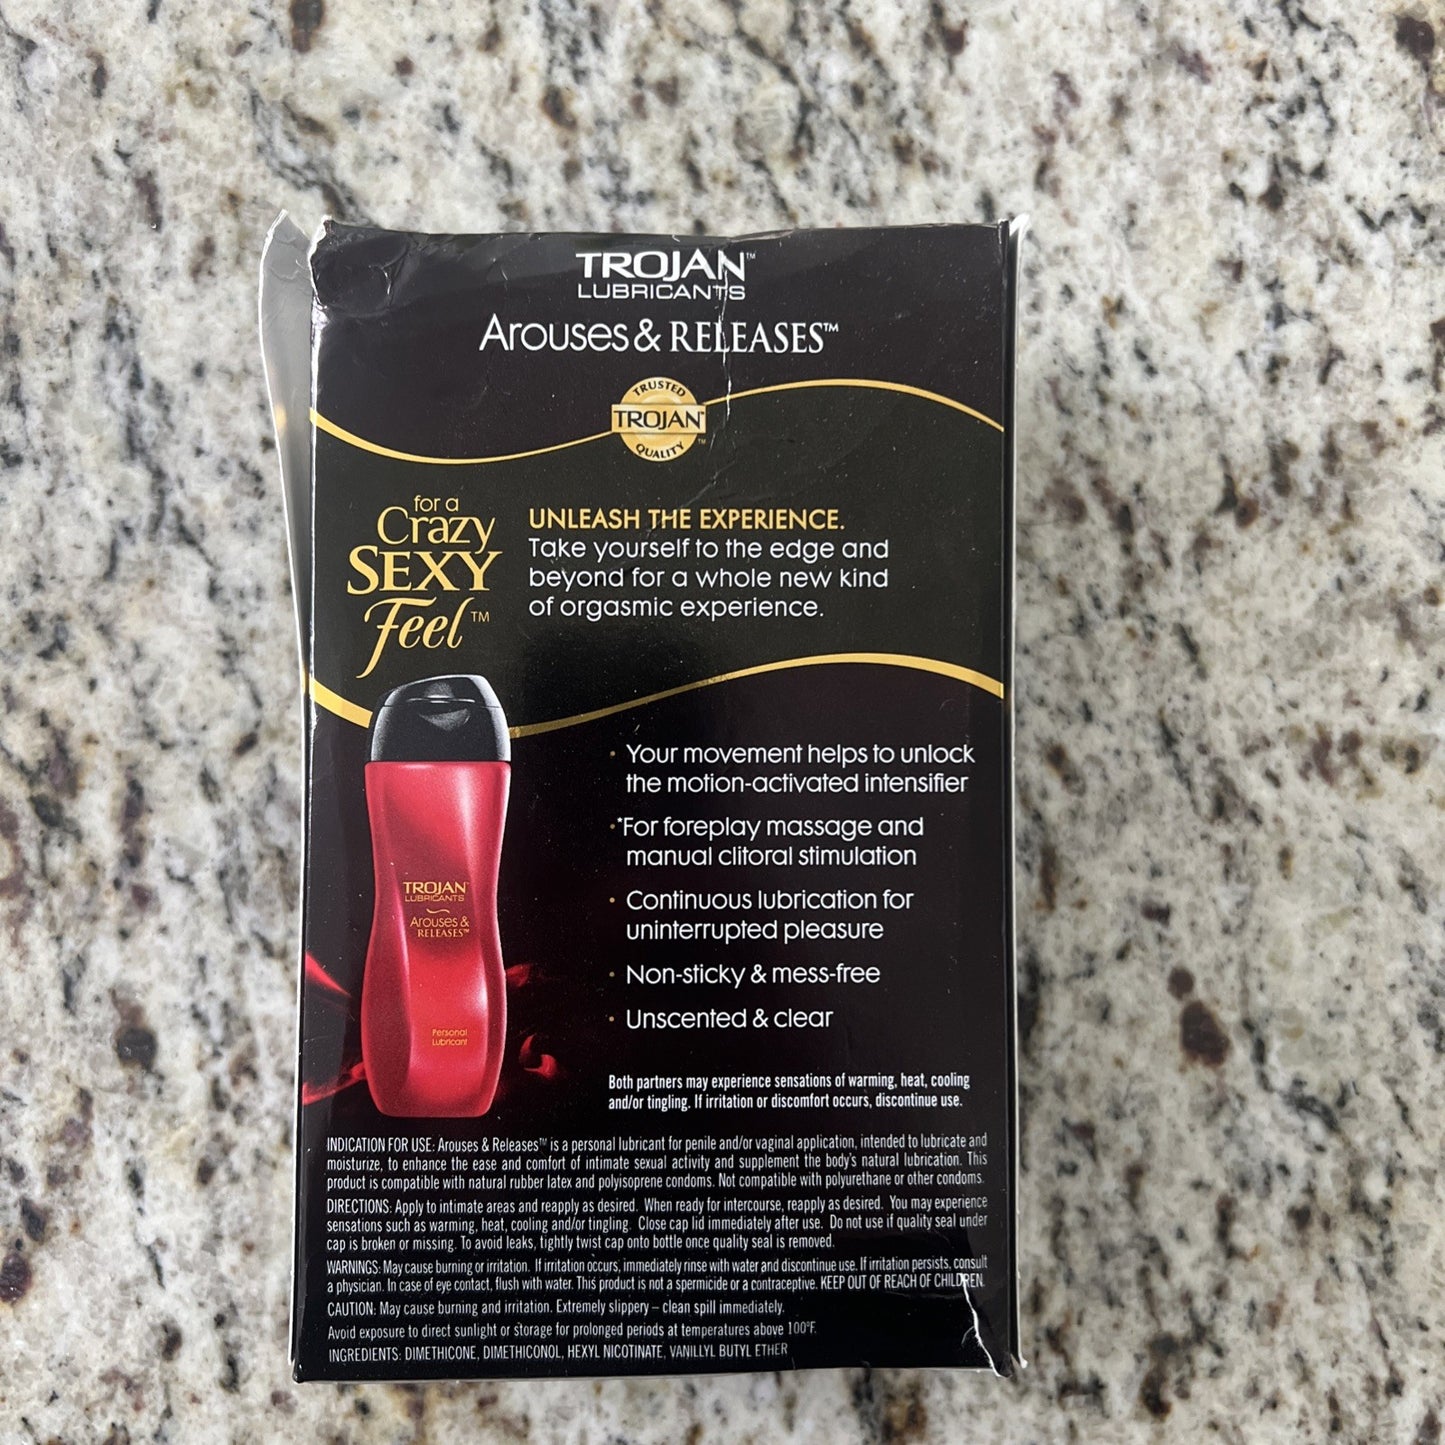 TROJAN™
LUBRICANTS
Arouses & RELEASES™
TRUSTED
TROJAN™
QUALITY
for a
Crazy
SEXY
Feel™
UNLEASH THE EXPERIENCE.
Take yourself to the edge and
beyond for a whole new kind
of orgasmic experience.
• Your movement helps to unlock
the motion-activated intensifier
• *For foreplay massage and
manual clitoral stimulation
• Continuous lubrication for
uninterrupted pleasure
• Non-sticky & mess-free
• Unscented & clear
TROJAN™
LUBRICANTS
Arouses &
RELEASES™
Personal
Lubricant
Both partners may experience sensations of warming, heat, cooling
and/or tingling. If irritation or discomfort occurs, discontinue use.
INDICATION FOR USE: Arouses & Releases™ is a personal lubricant for penile and/or vaginal application, intended to lubricate and
moisturize, to enhance the ease and comfort of intimate sexual activity and supplement the body's natural lubrication. This
product is compatible with natural rubber latex and polyisoprene condoms. Not compatible with polyurethane or other condoms.
DIRECTIONS: Apply to intimate areas and reapply as desired. When ready for intercourse, reapply as desired. You may experience
sensations such as warming, heat, cooling and/or tingling. Close cap lid immediately after use. Do not use if quality seal under
cap is broken or missing. To avoid leaks, tightly twist cap onto bottle once quality seal is removed.
WARNINGS: May cause burning or irritation. If irritation occurs, immediately rinse with water and discontinue use. If irritation persists, consult
a physician. In case of eye contact, flush with water. This product is not a spermicide or a contraceptive. KEEP OUT OF REACH OF CHILDREN.
CAUTION: May cause burning and irritation. Extremely slippery – clean spill immediately.
Avoid exposure to direct sunlight or storage for prolonged periods at temperatures above 100°F.
INGREDIENTS: DIMETHICONE, DIMETHICONOL, HEXYL NICOTINATE, VANILLYL BUTYL ETHER